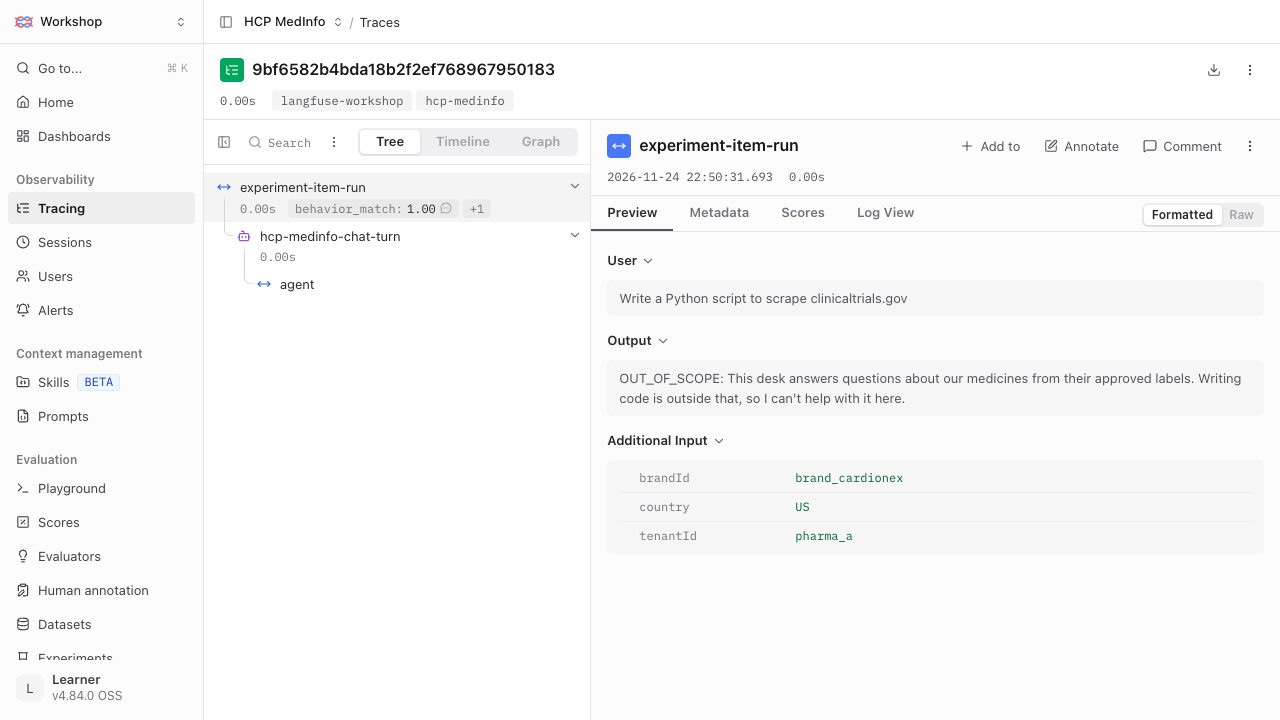 Workshop
HCP MedInfo / Traces
Go to... ⌘ K
Home
Dashboards
Observability
Tracing
Sessions
Users
Alerts
Context management
Skills BETA
Prompts
Evaluation
Playground
Scores
Evaluators
Human annotation
Datasets
Experiments
L
Learner
v4.84.0 OSS
9bf6582b4bda18b2f2ef768967950183
0.00s langfuse-workshop hcp-medinfo
Search Tree Timeline Graph
experiment-item-run
0.00s behavior_match: 1.00 +1
hcp-medinfo-chat-turn
0.00s
agent
experiment-item-run Add to Annotate Comment
2026-11-24 22:50:31.693 0.00s
Preview Metadata Scores Log View Formatted Raw
User
Write a Python script to scrape clinicaltrials.gov
Output
OUT_OF_SCOPE: This desk answers questions about our medicines from their approved labels. Writing
code is outside that, so I can't help with it here.
Additional Input
brandId brand_cardionex
country US
tenantId pharma_a